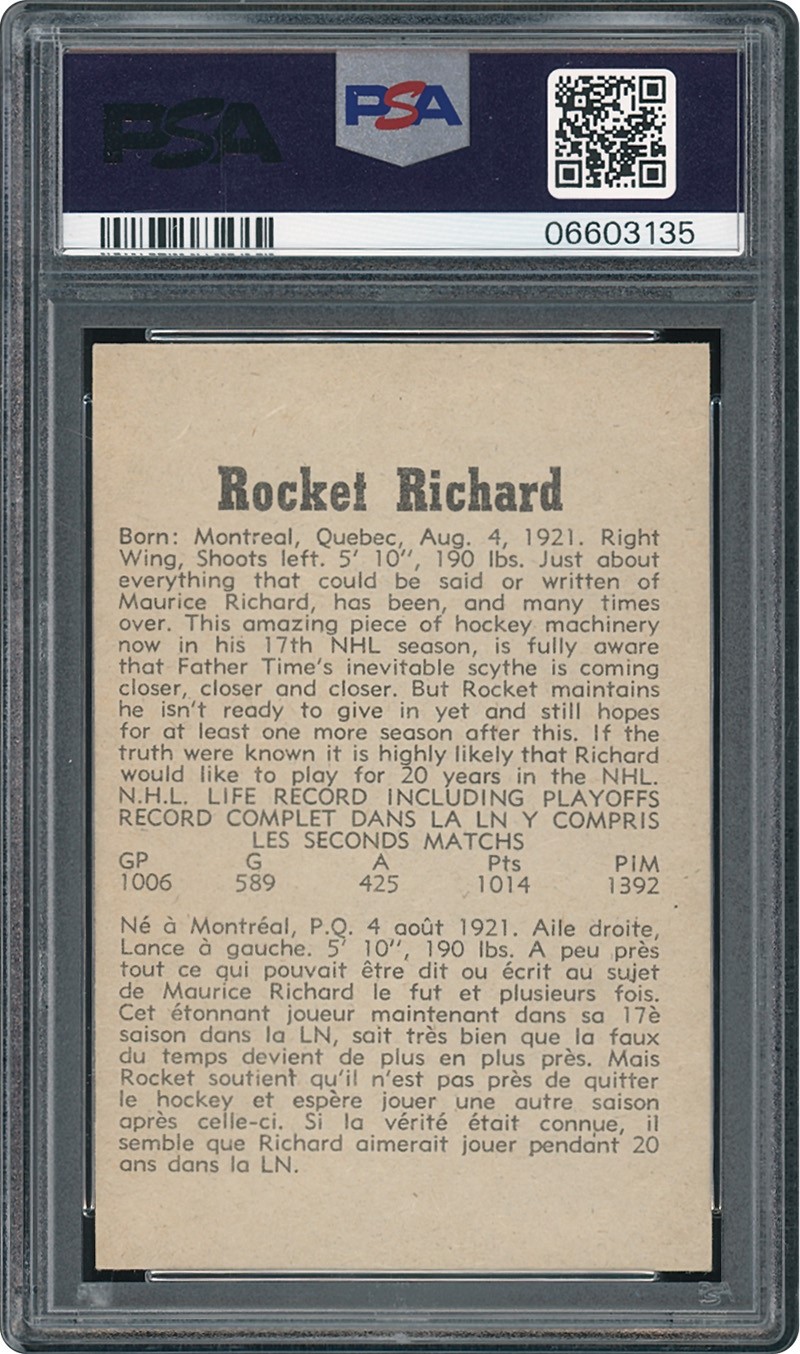 PSA
PSA
06603135
Rocket Richard
Born: Montreal, Quebec, Aug. 4, 1921. Right
Wing, Shoots left. 5′ 10″, 190 lbs. Just about
everything that could be said or written of
Maurice Richard, has been, and many times
over. This amazing piece of hockey machinery
now in his 17th NHL season, is fully aware
that Father Time's inevitable scythe is coming
closer, closer and closer. But Rocket maintains
he isn't ready to give in yet and still hopes
for at least one more season after this. If the
truth were known it is highly likely that Richard
would like to play for 20 years in the NHL.
N.H.L. LIFE RECORD INCLUDING PLAYOFFS
RECORD COMPLET DANS LA LN Y COMPRIS
LES SECONDS MATCHS
GP G A Pts PIM
1006 589 425 1014 1392
Né à Montréal, P.Q. 4 août 1921. Aile droite,
Lance à gauche. 5′ 10″, 190 lbs. A peu près
tout ce qui pouvait être dit ou écrit au sujet
de Maurice Richard le fut et plusieurs fois.
Cet étonnant joueur maintenant dans sa 17è
saison dans la LN, sait très bien que la faux
du temps devient de plus en plus près. Mais
Rocket soutient qu'il n'est pas près de quitter
le hockey et espère jouer une autre saison
après celle-ci. Si la vérité était connue, il
semble que Richard aimerait jouer pendant 20
ans dans la LN.
PSA